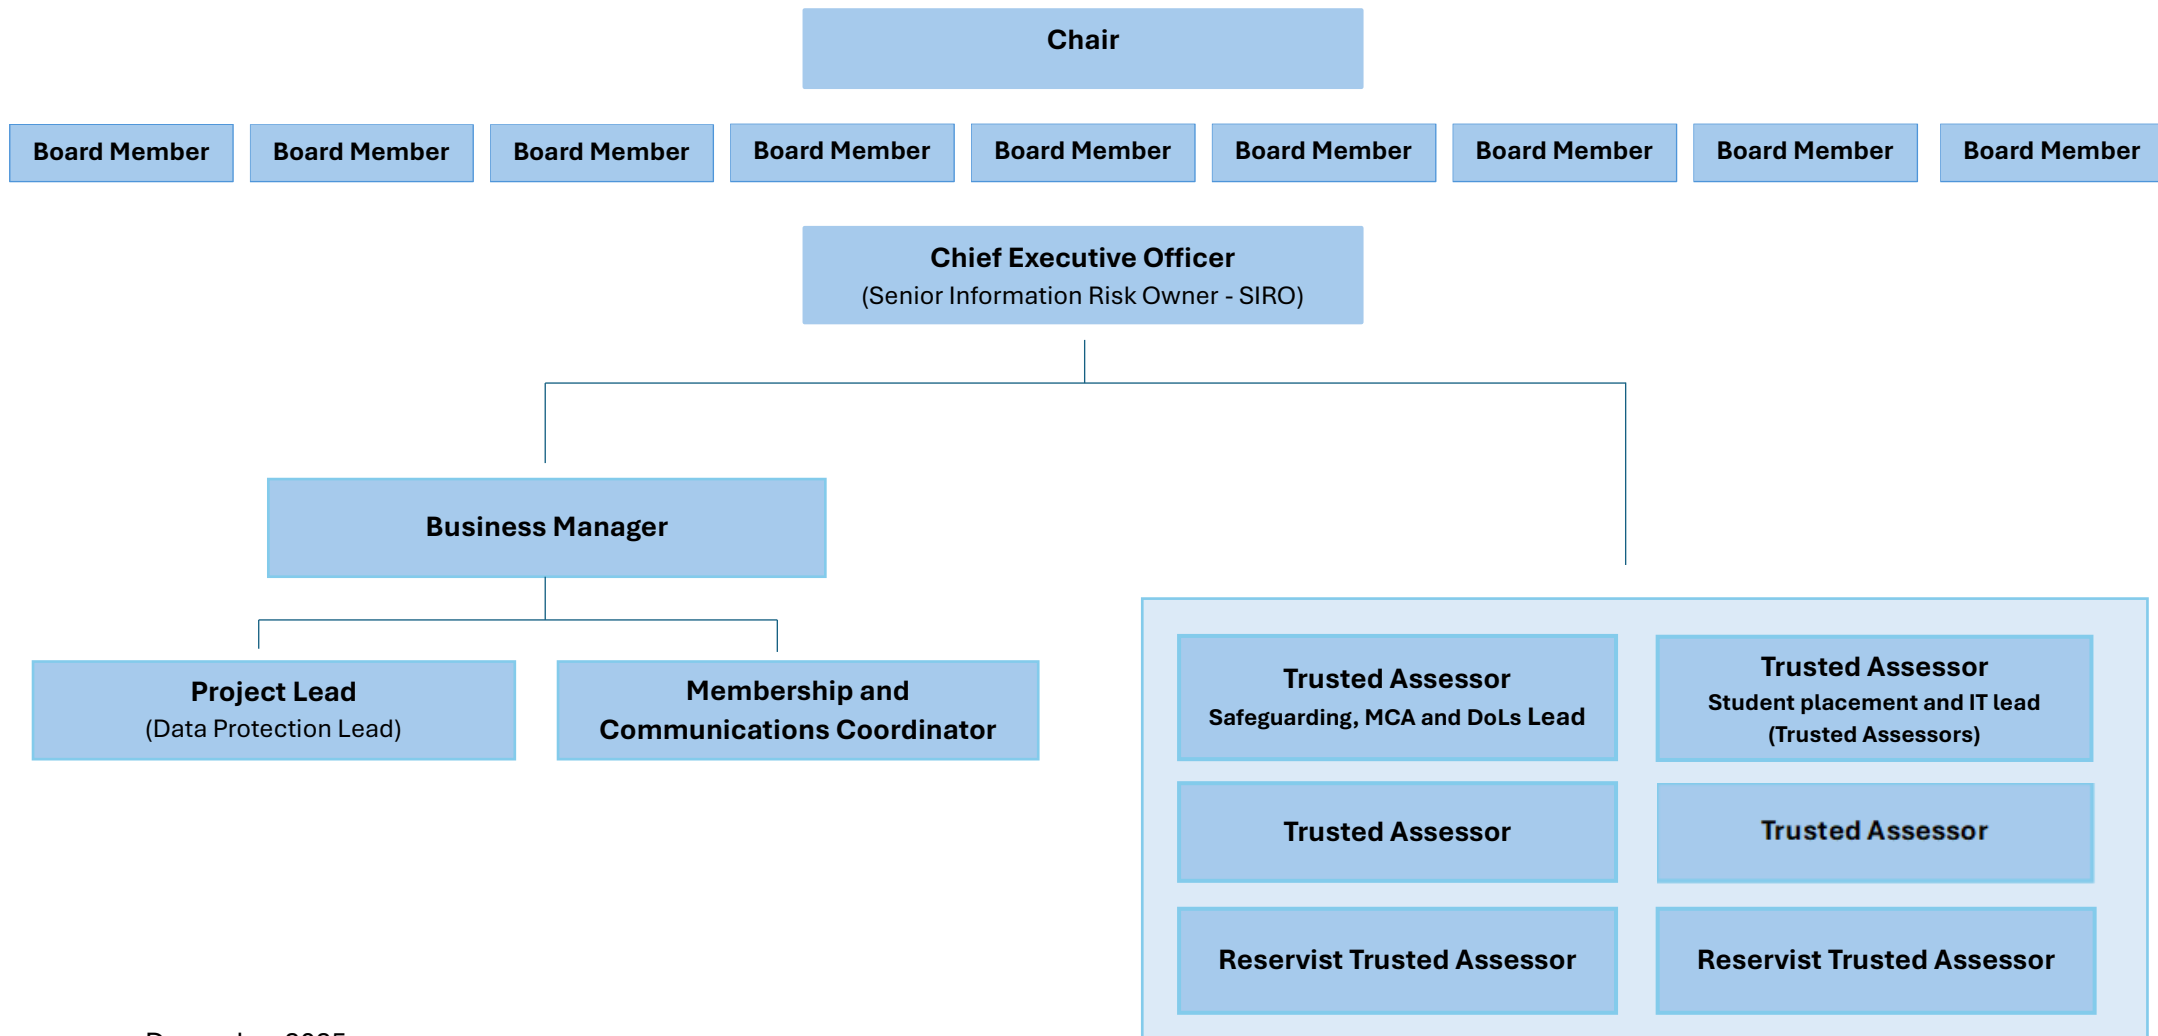 Chair
Board Member
Board Member
Board Member
Board Member
Board Member
Board Member
Board Member
Board Member
Board Member
Chief Executive Officer
(Senior Information Risk Owner - SIRO)
Business Manager
Project Lead
(Data Protection Lead)
Membership and
Communications Coordinator
Trusted Assessor
Safeguarding, MCA and DoLs Lead
Trusted Assessor
Student placement and IT lead
(Trusted Assessors)
Trusted Assessor
Trusted Assessor
Reservist Trusted Assessor
Reservist Trusted Assessor
December 2025